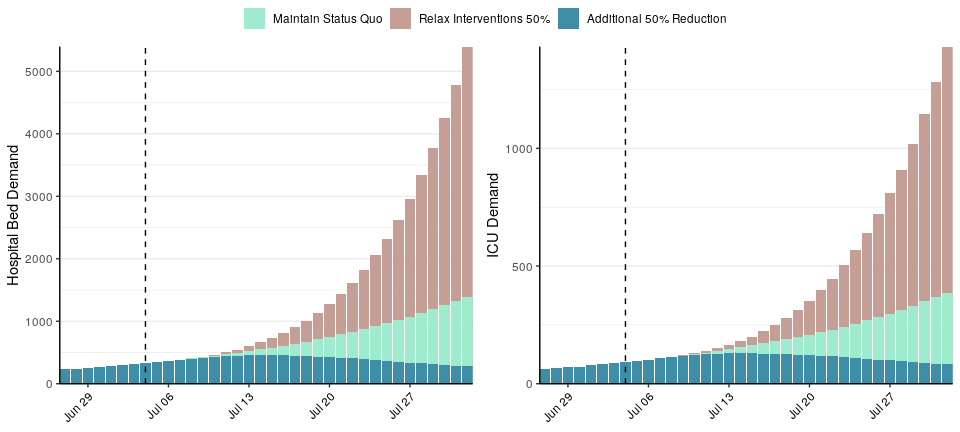 Maintain Status Quo Relax Interventions 50% Additional 50% Reduction
Hospital Bed Demand
5000
4000
3000
2000
1000
0
Jun 29 Jul 06 Jul 13 Jul 20 Jul 27
ICU Demand
1000
500
0
Jun 29 Jul 06 Jul 13 Jul 20 Jul 27